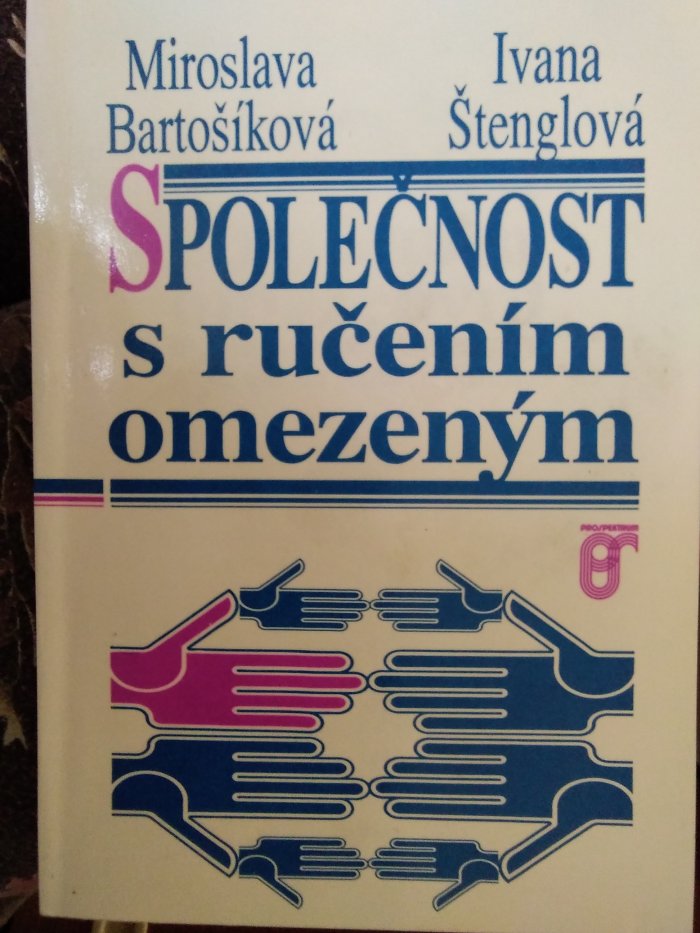 Miroslava
Bartošíková
Ivana
Štenglová
SPOLEČNOST
s ručením
omezeným
PROSPEKTRUM